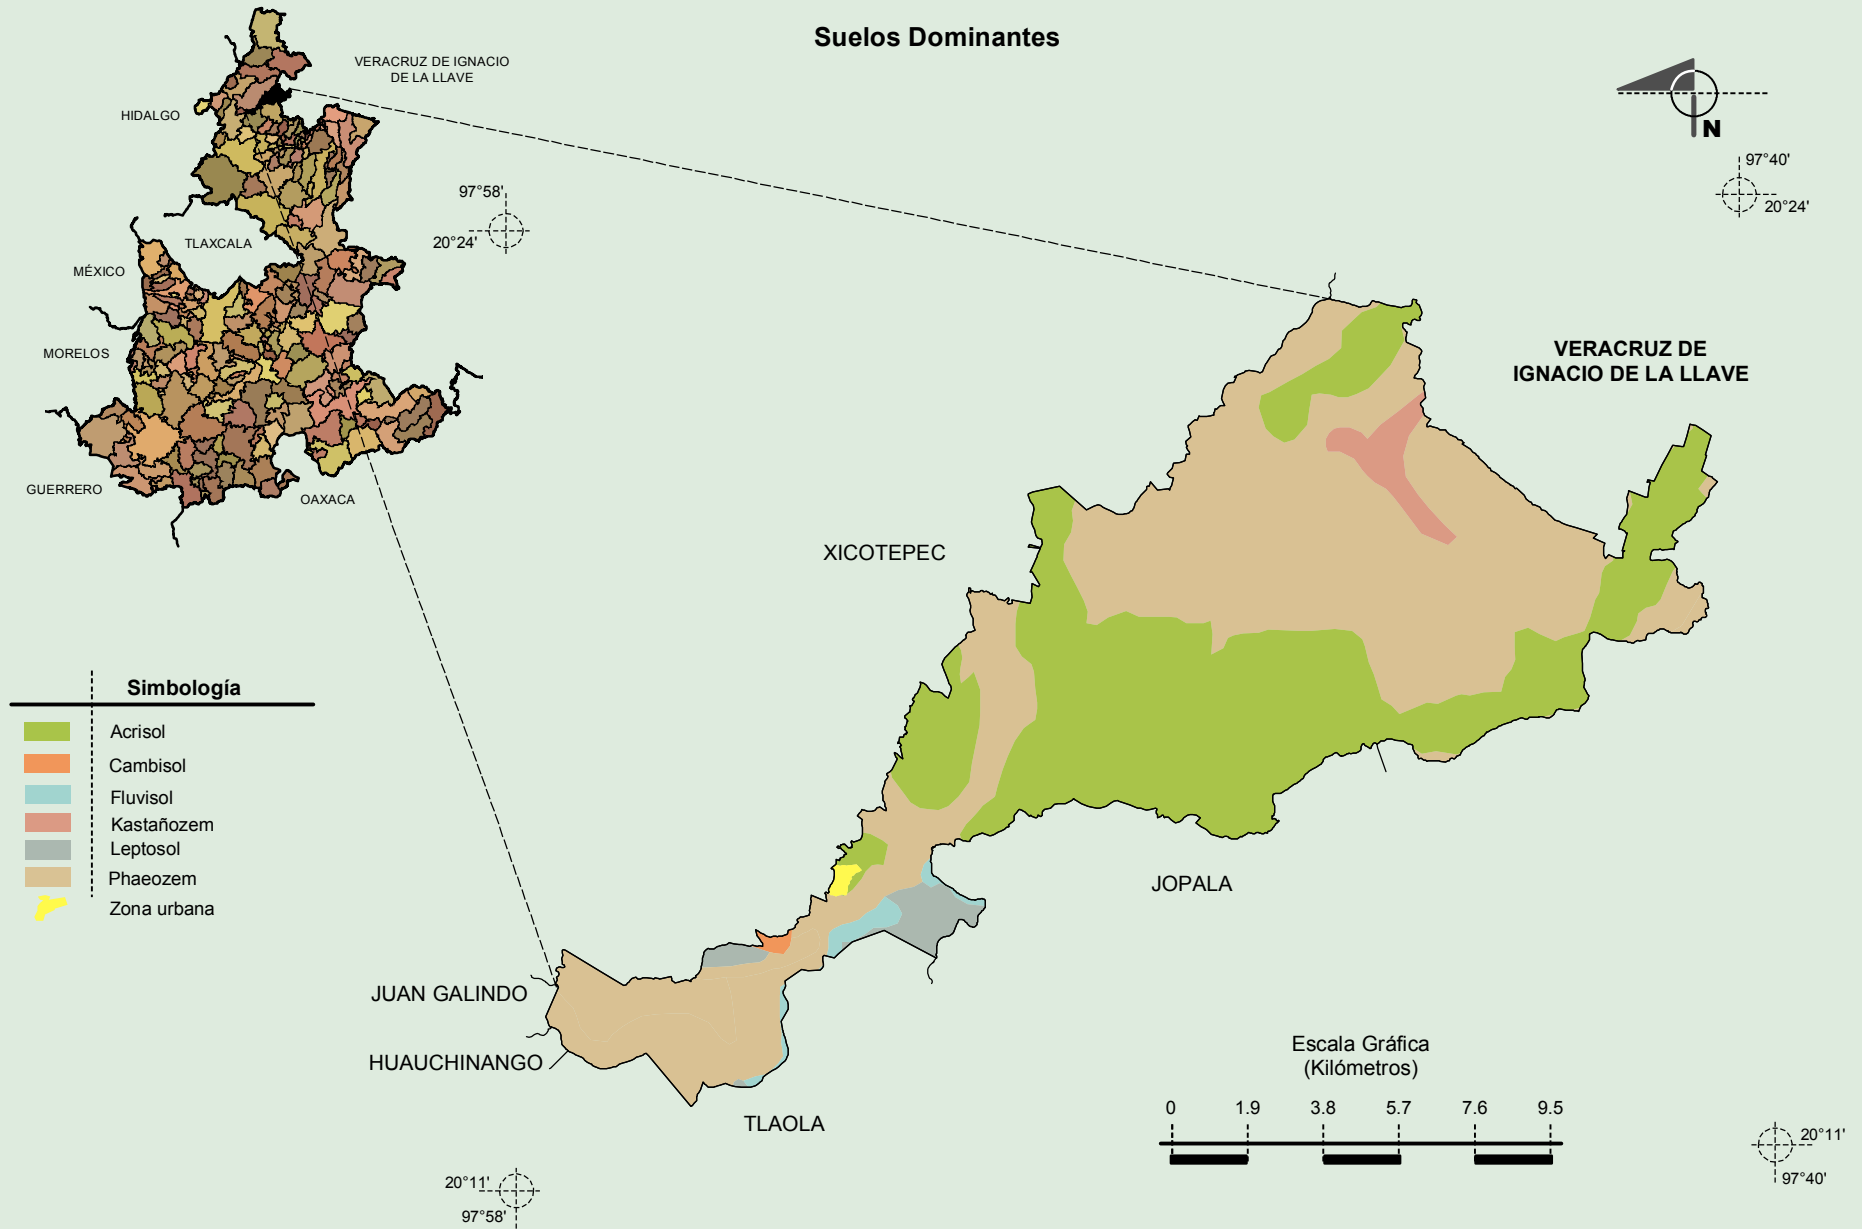 Suelos Dominantes
VERACRUZ DE IGNACIO
DE LA LLAVE
HIDALGO
TLAXCALA
MÉXICO
MORELOS
GUERRERO
OAXACA
97°58'
20°24'
N
97°40'
20°24'
VERACRUZ DE
IGNACIO DE LA LLAVE
XICOTEPEC
JOPALA
JUAN GALINDO
HUAUCHINANGO
TLAOLA
Simbología
Acrisol
Cambisol
Fluvisol
Kastañozem
Leptosol
Phaeozem
Zona urbana
Escala Gráfica
(Kilómetros)
0 1.9 3.8 5.7 7.6 9.5
20°11'
97°58'
20°11'
97°40'